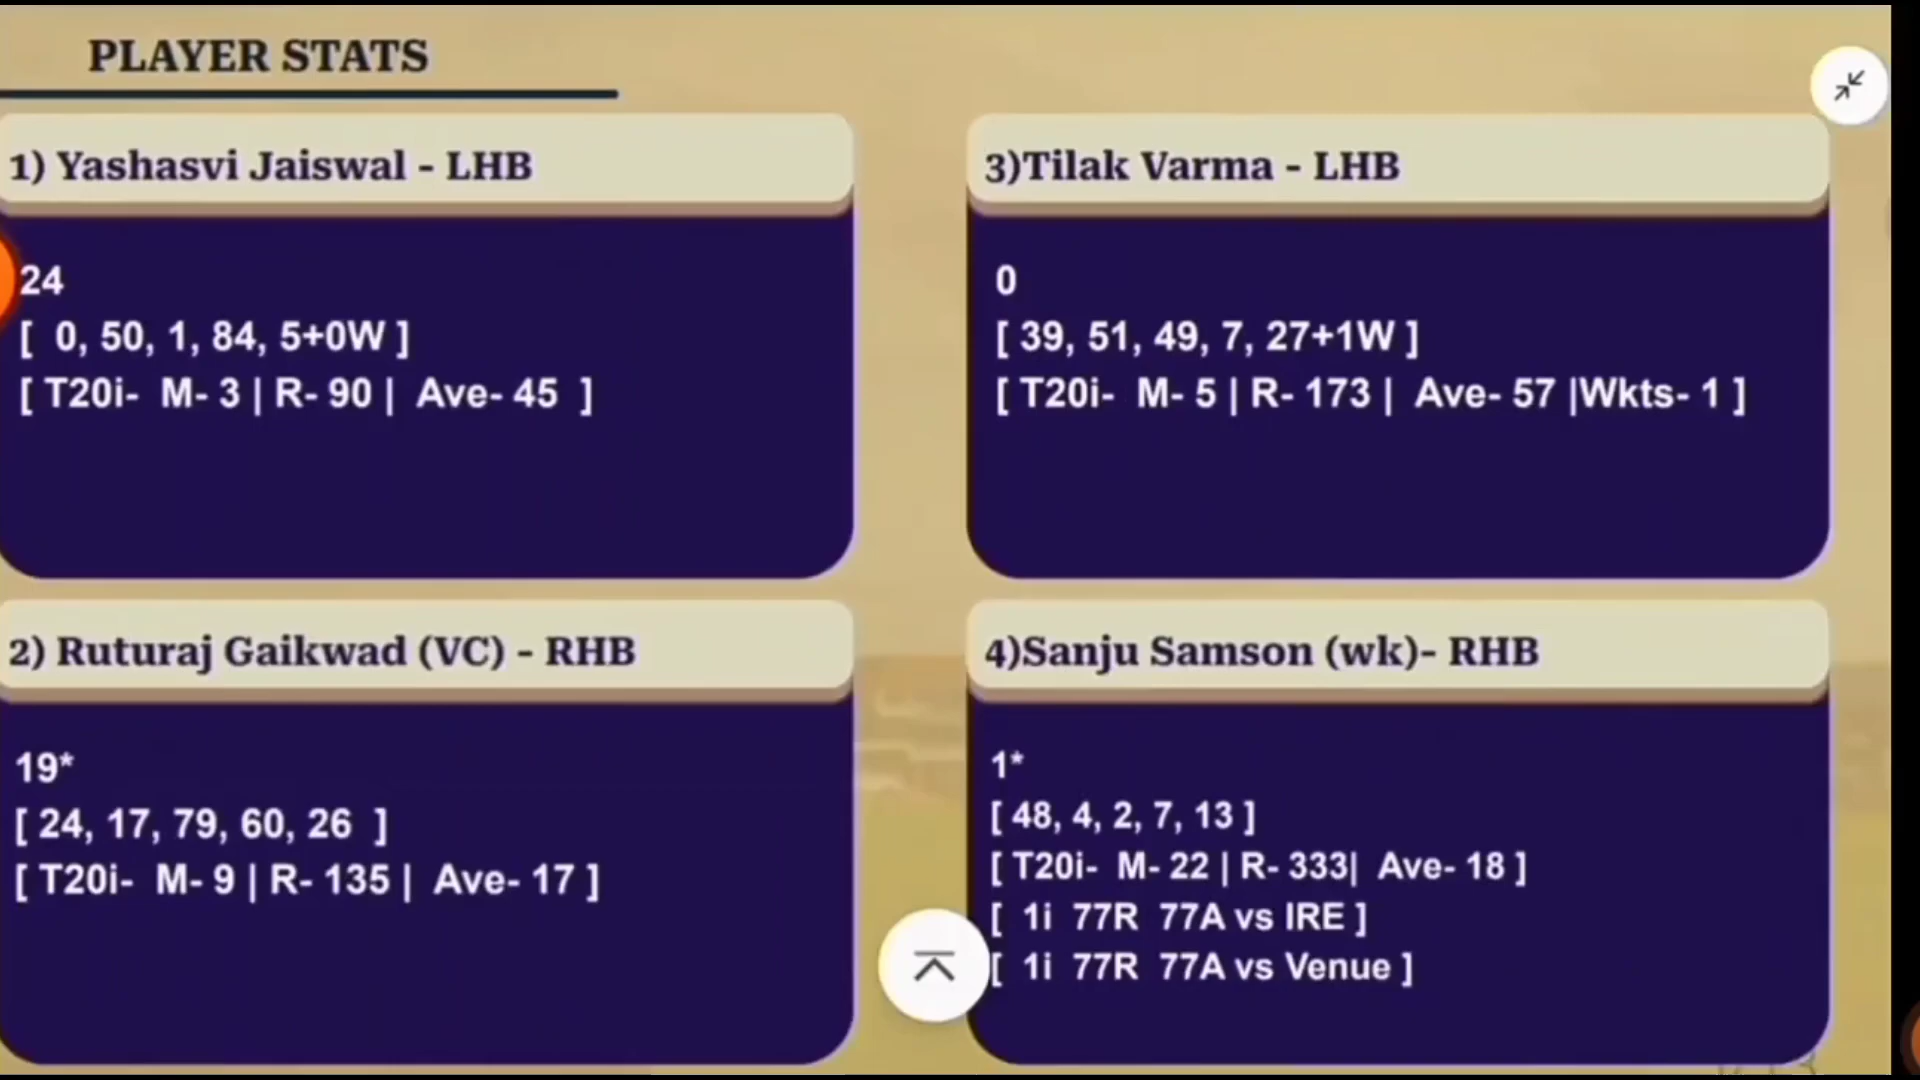 PLAYER STATS
1) Yashasvi Jaiswal - LHB
24
[ 0, 50, 1, 84, 5+0W ]
[ T20i- M- 3 | R- 90 | Ave- 45 ]
2) Ruturaj Gaikwad (VC) - RHB
19*
[ 24, 17, 79, 60, 26 ]
[ T20i- M- 9 | R- 135 | Ave- 17 ]
3)Tilak Varma - LHB
0
[ 39, 51, 49, 7, 27+1W ]
[ T20i- M- 5 | R- 173 | Ave- 57 |Wkts- 1 ]
4)Sanju Samson (wk)- RHB
1*
[ 48, 4, 2, 7, 13 ]
[ T20i- M- 22 | R- 333| Ave- 18 ]
[ 1i 77R 77A vs IRE ]
[ 1i 77R 77A vs Venue ]